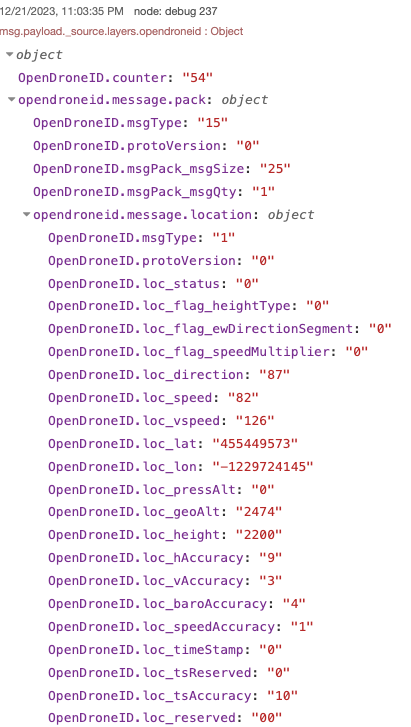 12/21/2023, 11:03:35 PM node: debug 237
msg.payload._source.layers.opendroneid : Object
object
OpenDroneID.counter: "54"
opendroneid.message.pack: object
OpenDroneID.msgType: "15"
OpenDroneID.protoVersion: "0"
OpenDroneID.msgPack_msgSize: "25"
OpenDroneID.msgPack_msgQty: "1"
opendroneid.message.location: object
OpenDroneID.msgType: "1"
OpenDroneID.protoVersion: "0"
OpenDroneID.loc_status: "0"
OpenDroneID.loc_flag_heightType: "0"
OpenDroneID.loc_flag_ewDirectionSegment: "0"
OpenDroneID.loc_flag_speedMultiplier: "0"
OpenDroneID.loc_direction: "87"
OpenDroneID.loc_speed: "82"
OpenDroneID.loc_vspeed: "126"
OpenDroneID.loc_lat: "455449573"
OpenDroneID.loc_lon: "-1229724145"
OpenDroneID.loc_pressAlt: "0"
OpenDroneID.loc_geoAlt: "2474"
OpenDroneID.loc_height: "2200"
OpenDroneID.loc_hAccuracy: "9"
OpenDroneID.loc_vAccuracy: "3"
OpenDroneID.loc_baroAccuracy: "4"
OpenDroneID.loc_speedAccuracy: "1"
OpenDroneID.loc_timeStamp: "0"
OpenDroneID.loc_tsReserved: "0"
OpenDroneID.loc_tsAccuracy: "10"
OpenDroneID.loc_reserved: "00"